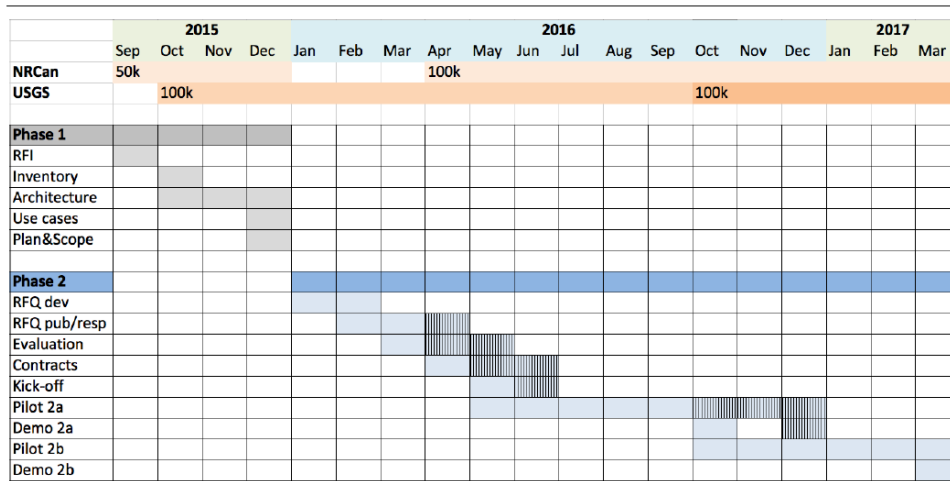 2015 2016 2017
Sep Oct Nov Dec Jan Feb Mar Apr May Jun Jul Aug Sep Oct Nov Dec Jan Feb Mar
NRCan 50k 100k
USGS 100k 100k
Phase 1
RFI
Inventory
Architecture
Use cases
Plan&Scope
Phase 2
RFQ dev
RFQ pub/resp
Evaluation
Contracts
Kick-off
Pilot 2a
Demo 2a
Pilot 2b
Demo 2b